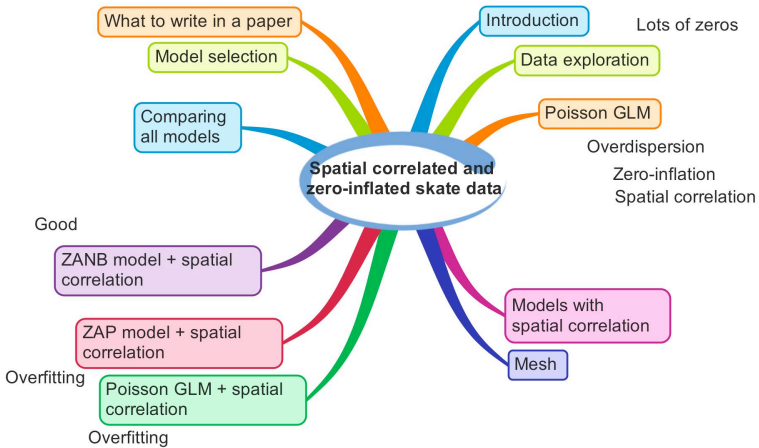 What to write in a paper
Introduction
Lots of zeros
Model selection
Data exploration
Comparing
all models
Poisson GLM
Overdispersion
Zero-inflation
Spatial correlation
Spatial correlated and
zero-inflated skate data
Good
ZANB model + spatial
correlation
Models with
spatial correlation
ZAP model + spatial
correlation
Mesh
Overfitting
Poisson GLM + spatial
correlation
Overfitting